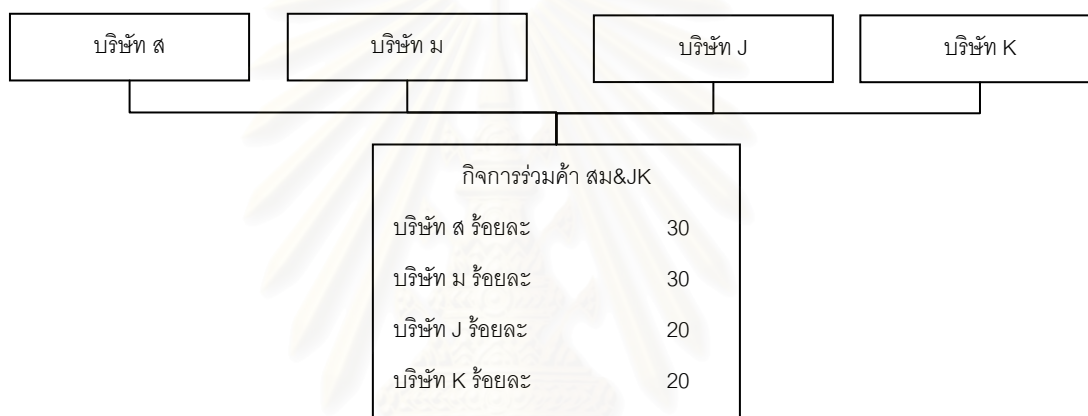 บริษัท ส
บริษัท ม
บริษัท J
บริษัท K
กิจการร่วมค้า สม&JK
บริษัท ส ร้อยละ 30
บริษัท ม ร้อยละ 30
บริษัท J ร้อยละ 20
บริษัท K ร้อยละ 20